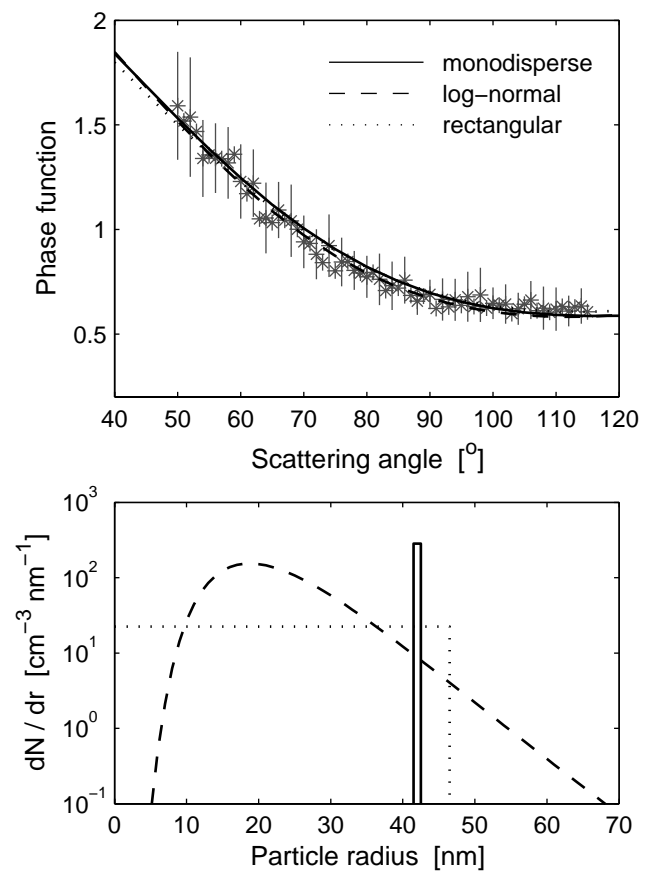 2
1.5
1
0.5
Phase function
monodisperse
log−normal
rectangular
40 50 60 70 80 90 100 110 120
Scattering angle [°]
10³
10²
10¹
10⁰
10⁻¹
dN / dr [cm⁻³ nm⁻¹]
0 10 20 30 40 50 60 70
Particle radius [nm]